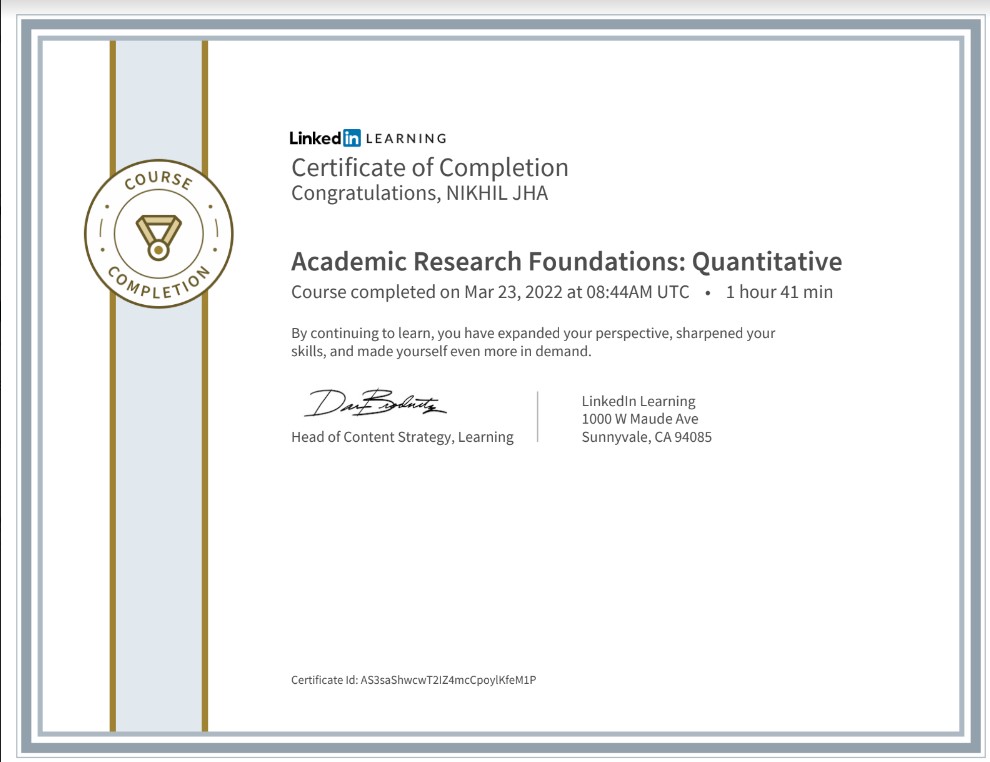 COURSE
COMPLETION
Linked in LEARNING
Certificate of Completion
Congratulations, NIKHIL JHA
Academic Research Foundations: Quantitative
Course completed on Mar 23, 2022 at 08:44AM UTC • 1 hour 41 min
By continuing to learn, you have expanded your perspective, sharpened your
skills, and made yourself even more in demand.
Head of Content Strategy, Learning
LinkedIn Learning
1000 W Maude Ave
Sunnyvale, CA 94085
Certificate Id: AS3saShwcwT2IZ4mcCpoylKfeM1P